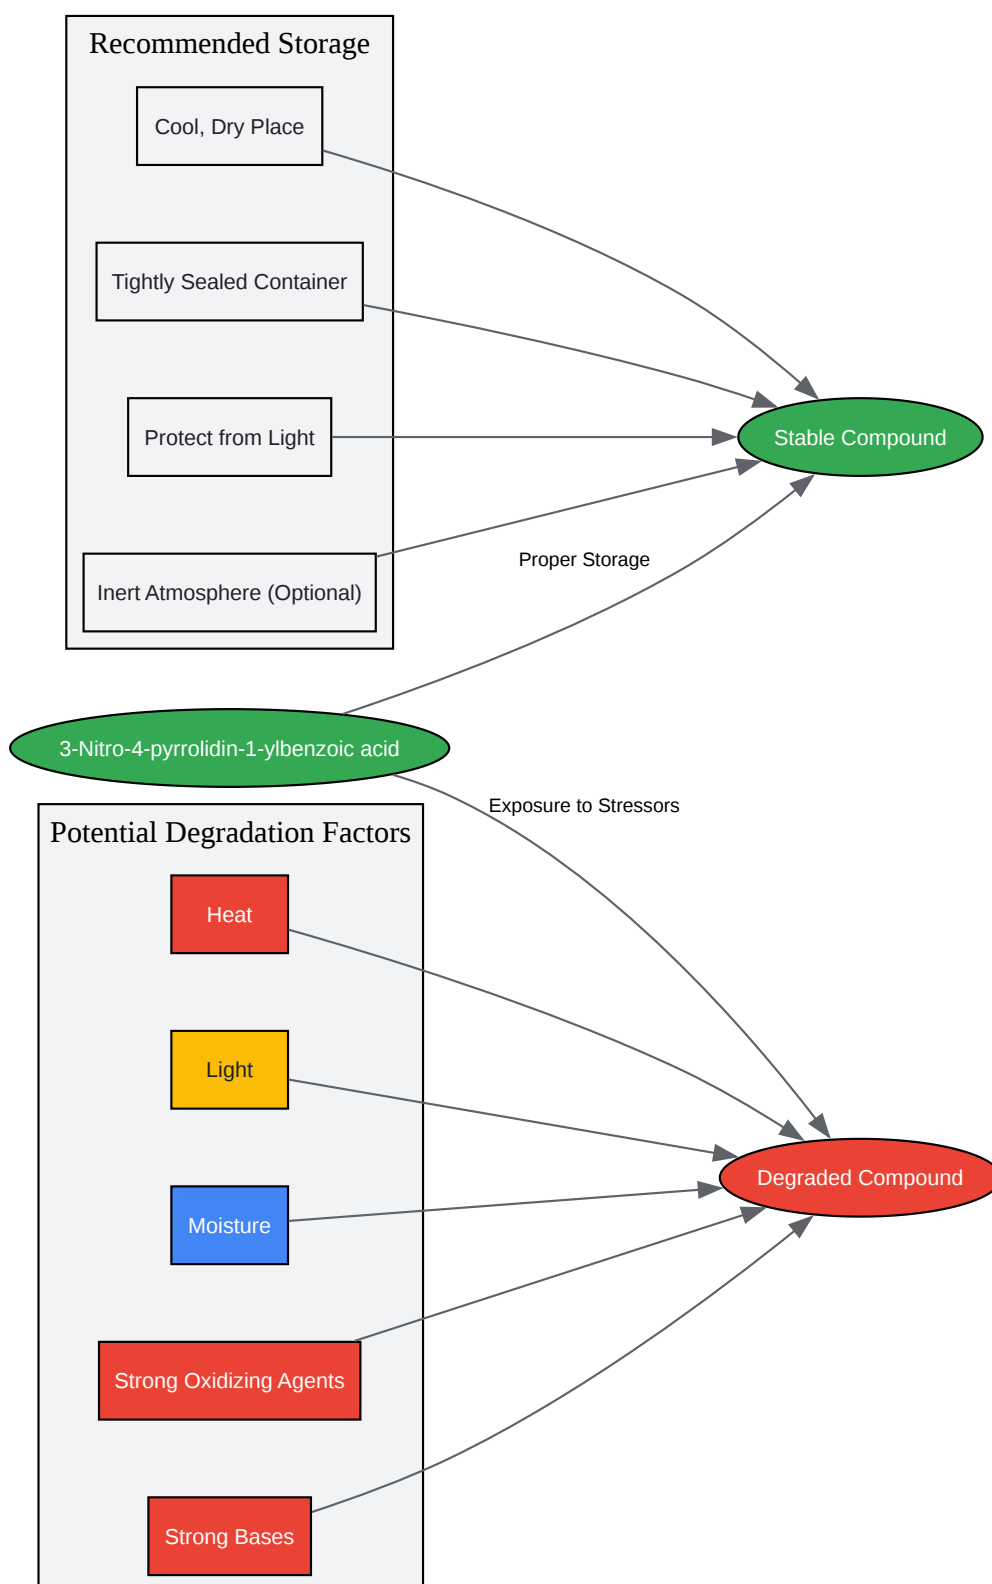 Recommended Storage
Cool, Dry Place
Tightly Sealed Container
Protect from Light
Stable Compound
Proper Storage
Inert Atmosphere (Optional)
3-Nitro-4-pyrrolidin-1-ylbenzoic acid
Exposure to Stressors
Potential Degradation Factors
Heat
Light
Degraded Compound
Moisture
Strong Oxidizing Agents
Strong Bases